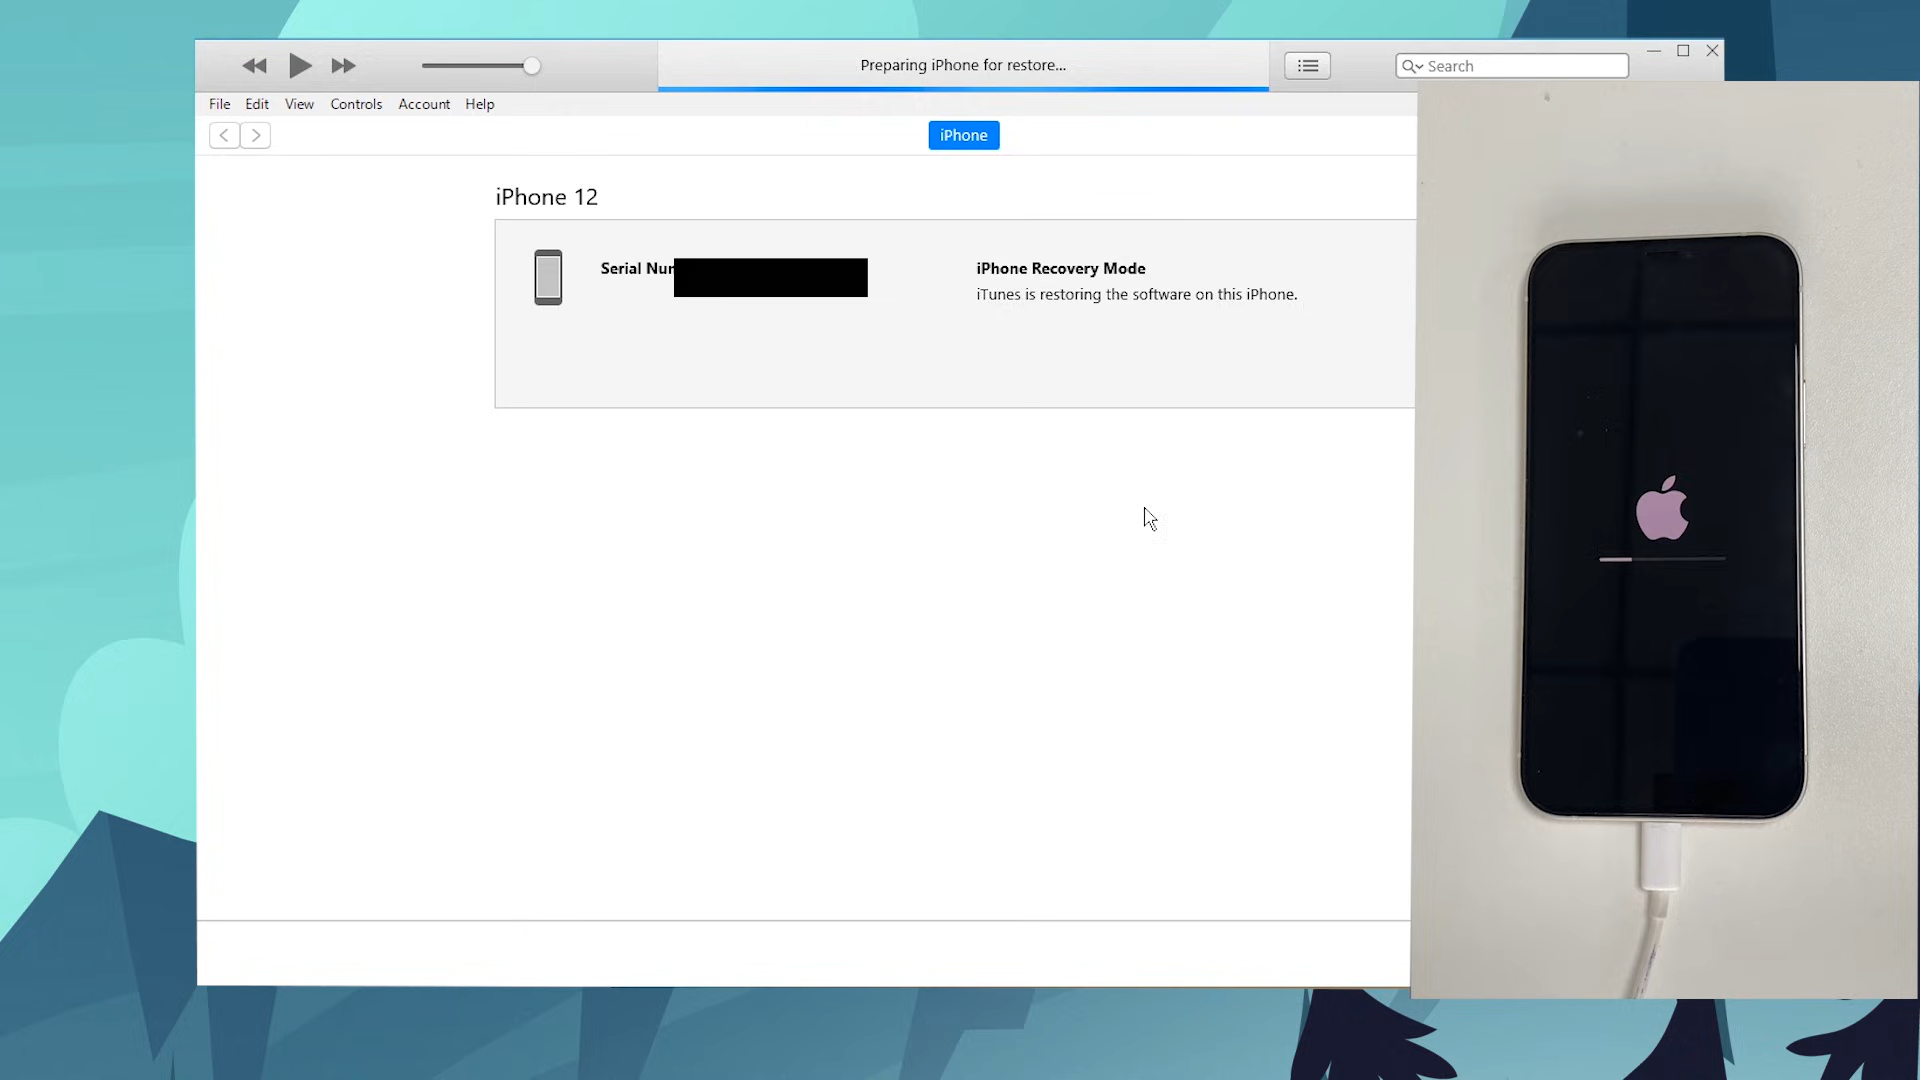 Preparing iPhone for restore...
Search
File Edit View Controls Account Help
iPhone
iPhone 12
Serial
iPhone Recovery Mode
iTunes is restoring the software on this iPhone.